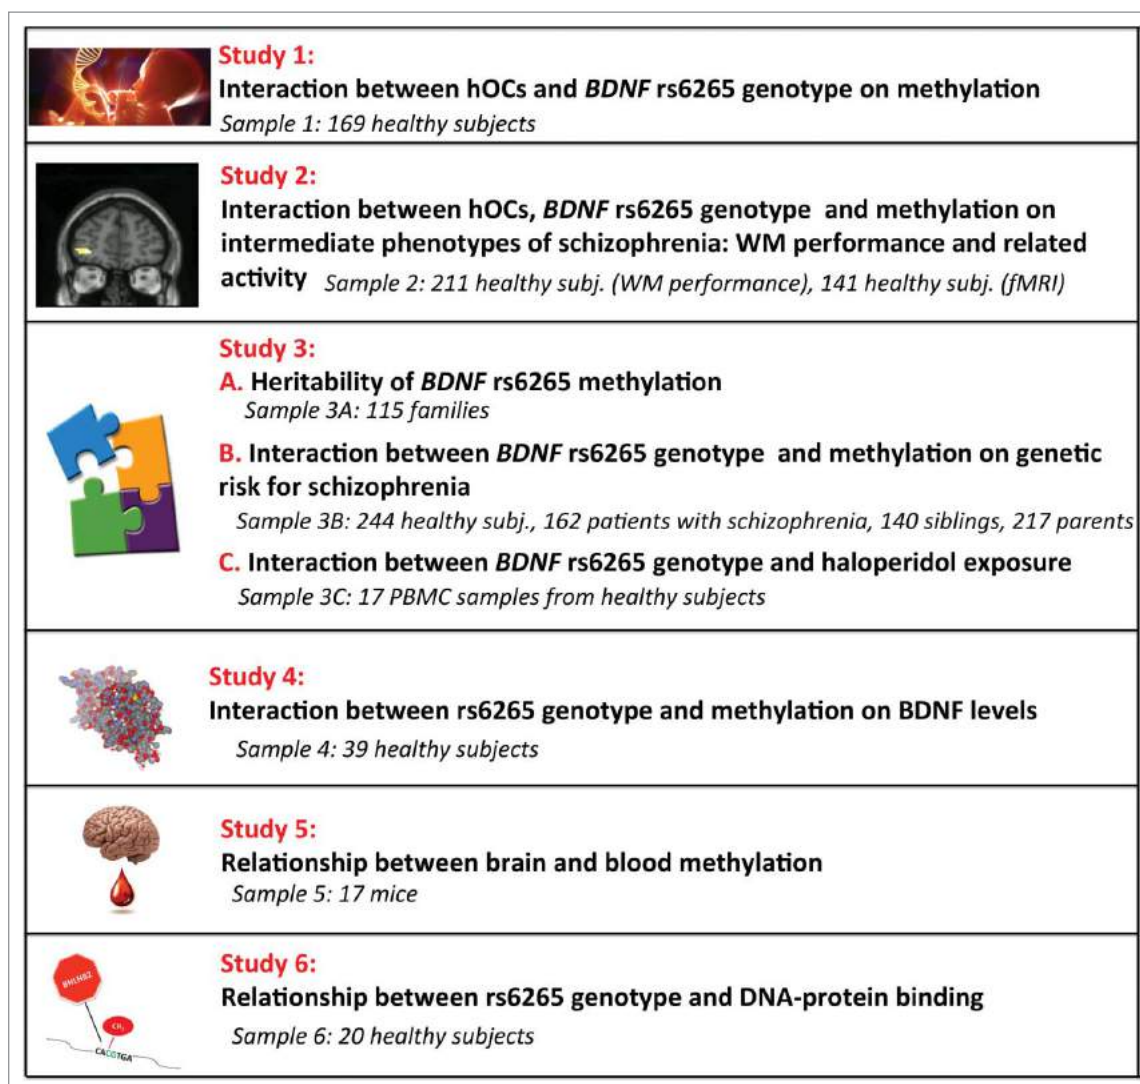 Study 1:
Interaction between hOCs and BDNF rs6265 genotype on methylation
Sample 1: 169 healthy subjects
Study 2:
Interaction between hOCs, BDNF rs6265 genotype and methylation on
intermediate phenotypes of schizophrenia: WM performance and related
activity Sample 2: 211 healthy subj. (WM performance), 141 healthy subj. (fMRI)
Study 3:
A. Heritability of BDNF rs6265 methylation
Sample 3A: 115 families
B. Interaction between BDNF rs6265 genotype and methylation on genetic
risk for schizophrenia
Sample 3B: 244 healthy subj., 162 patients with schizophrenia, 140 siblings, 217 parents
C. Interaction between BDNF rs6265 genotype and haloperidol exposure
Sample 3C: 17 PBMC samples from healthy subjects
Study 4:
Interaction between rs6265 genotype and methylation on BDNF levels
Sample 4: 39 healthy subjects
Study 5:
Relationship between brain and blood methylation
Sample 5: 17 mice
Study 6:
Relationship between rs6265 genotype and DNA-protein binding
Sample 6: 20 healthy subjects
BHLHB2
CH₃
CACGTGA